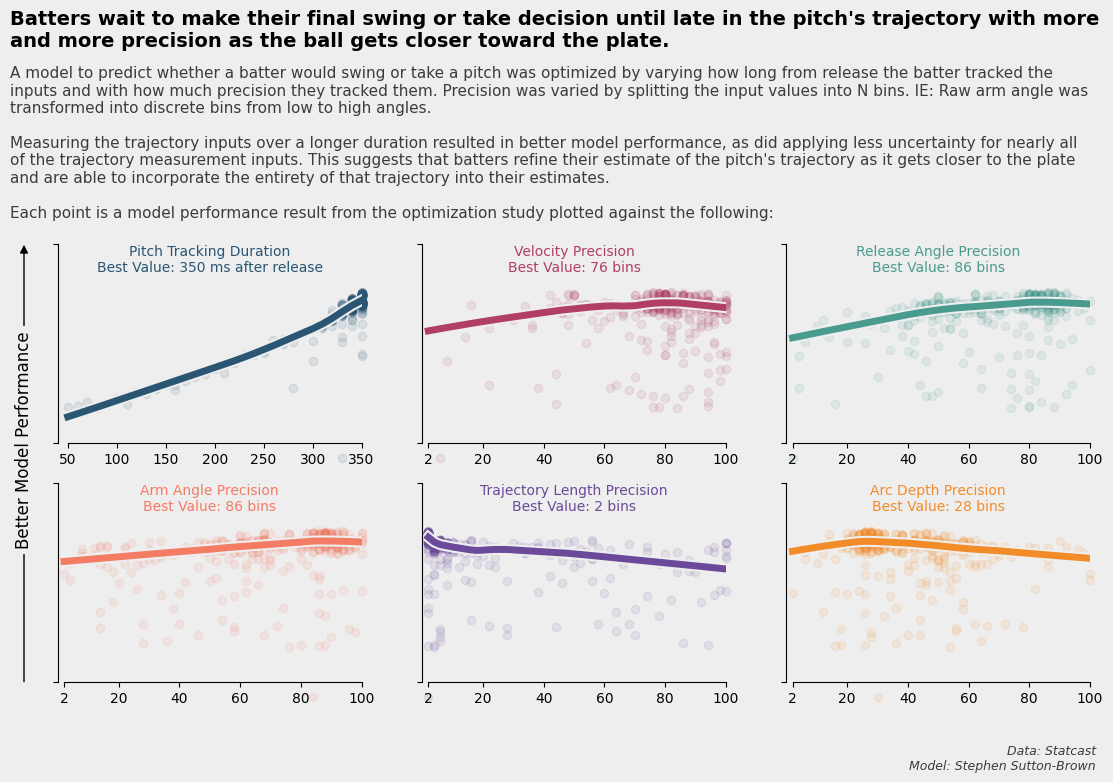 Batters wait to make their final swing or take decision until late in the pitch's trajectory with more
and more precision as the ball gets closer toward the plate.
A model to predict whether a batter would swing or take a pitch was optimized by varying how long from release the batter tracked the
inputs and with how much precision they tracked them. Precision was varied by splitting the input values into N bins. IE: Raw arm angle was
transformed into discrete bins from low to high angles.
Measuring the trajectory inputs over a longer duration resulted in better model performance, as did applying less uncertainty for nearly all
of the trajectory measurement inputs. This suggests that batters refine their estimate of the pitch's trajectory as it gets closer to the plate
and are able to incorporate the entirety of that trajectory into their estimates.
Each point is a model performance result from the optimization study plotted against the following:
Better Model Performance
Pitch Tracking Duration
Best Value: 350 ms after release
50 100 150 200 250 300 350
Velocity Precision
Best Value: 76 bins
2 20 40 60 80 100
Release Angle Precision
Best Value: 86 bins
2 20 40 60 80 100
Arm Angle Precision
Best Value: 86 bins
2 20 40 60 80 100
Trajectory Length Precision
Best Value: 2 bins
2 20 40 60 80 100
Arc Depth Precision
Best Value: 28 bins
2 20 40 60 80 100
Data: Statcast
Model: Stephen Sutton-Brown